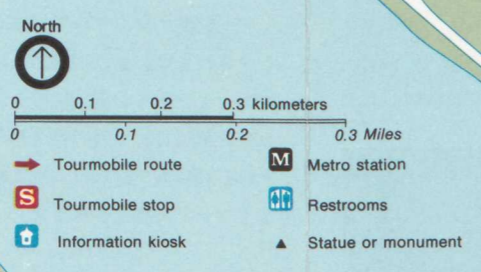 North
0 0.1 0.2 0.3 kilometers
0 0.1 0.2 0.3 Miles
Tourmobile route
M Metro station
S Tourmobile stop
Restrooms
Information kiosk
Statue or monument